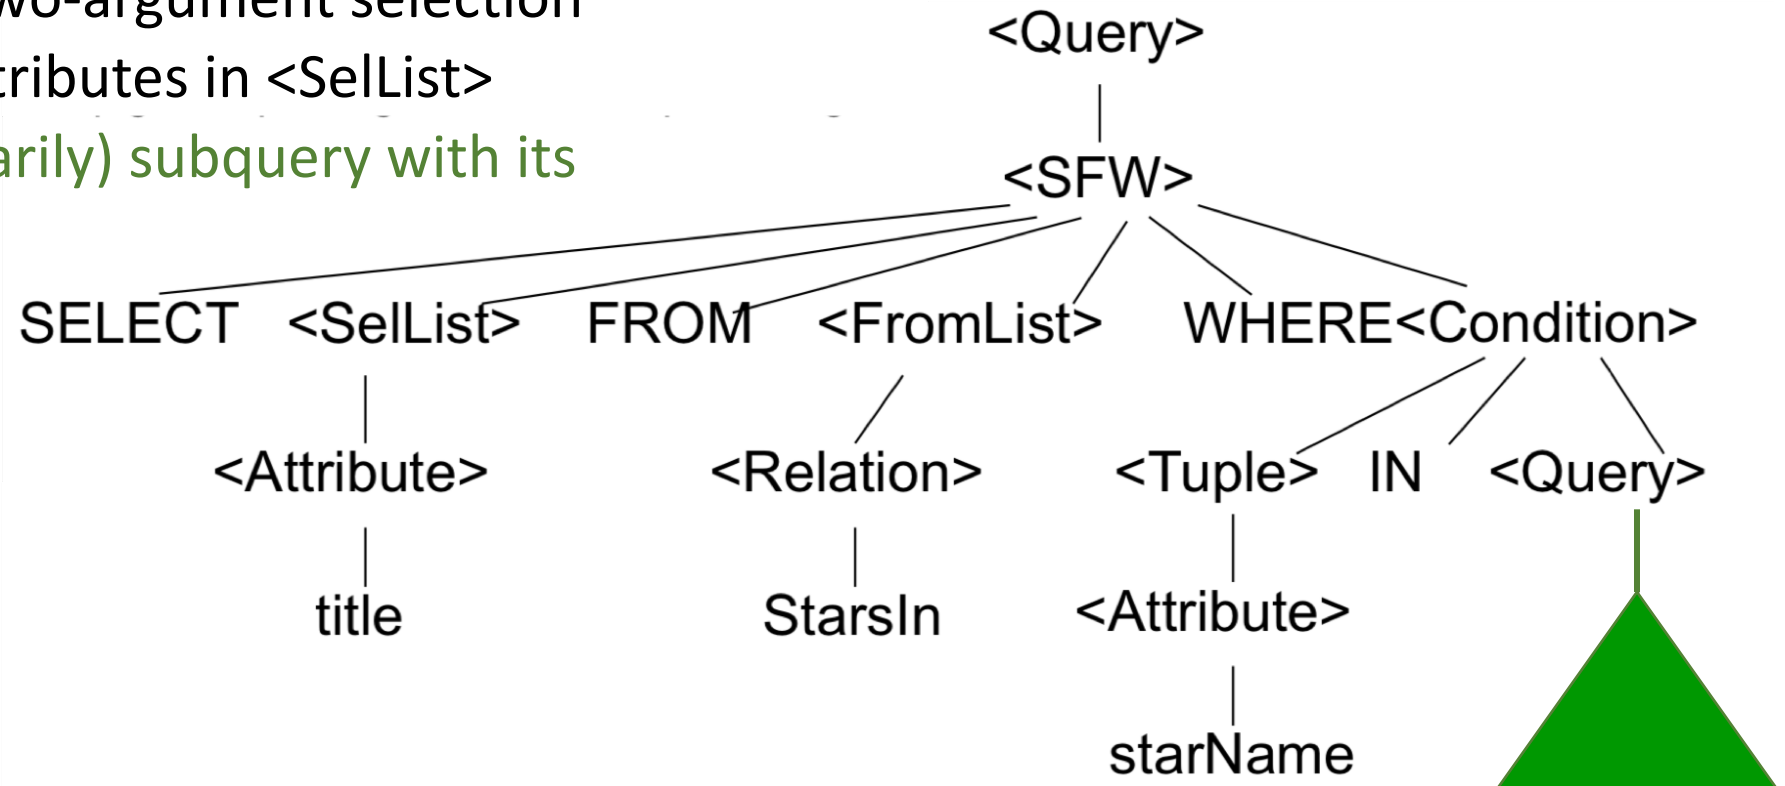 <Query>
tributes in <SelList>
arily) subquery with its
<SFW>
SELECT <SelList> FROM <FromList> WHERE<Condition>
<Attribute> <Relation> <Tuple> IN <Query>
title StarsIn <Attribute>
starName